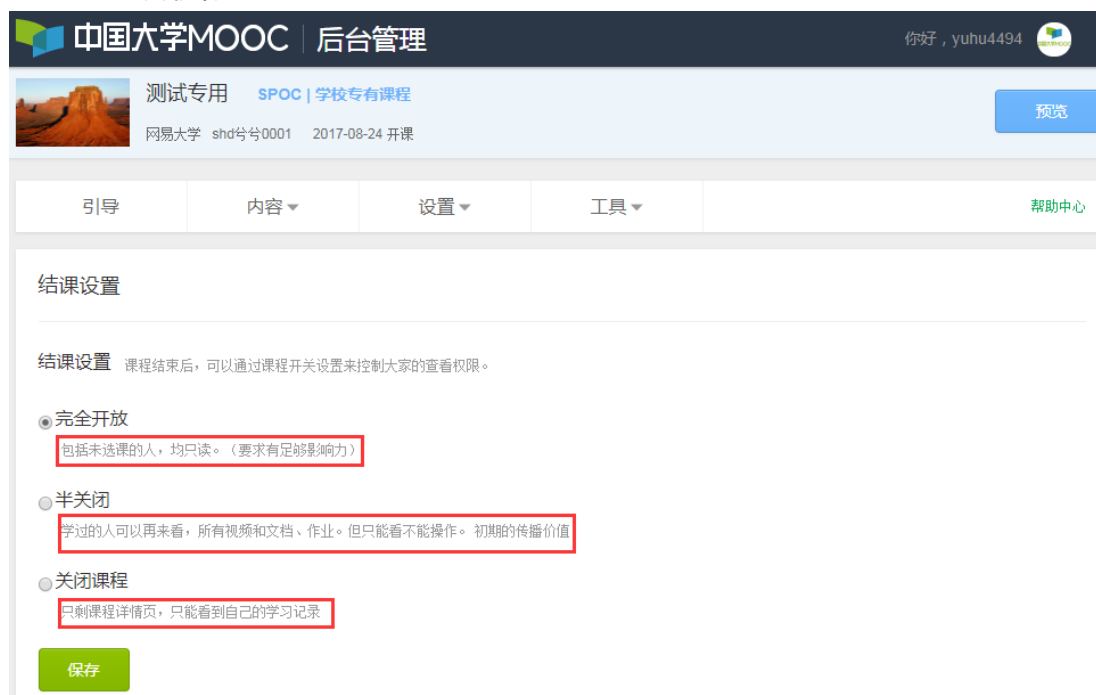 中国大学MOOC | 后台管理 你好，yuhu4494
测试专用 SPOC | 学校专有课程
网易大学 shd兮兮0001 2017-08-24 开课 预览
引导 内容 设置 工具 帮助中心
结课设置
结课设置 课程结束后，可以通过课程开关设置来控制大家的查看权限。
完全开放
包括未选课的人，均只读。（要求有足够影响力）
半关闭
学过的人可以再来看，所有视频和文档、作业。但只能看不能操作。 初期的传播价值
关闭课程
只剩课程详情页，只能看到自己的学习记录
保存